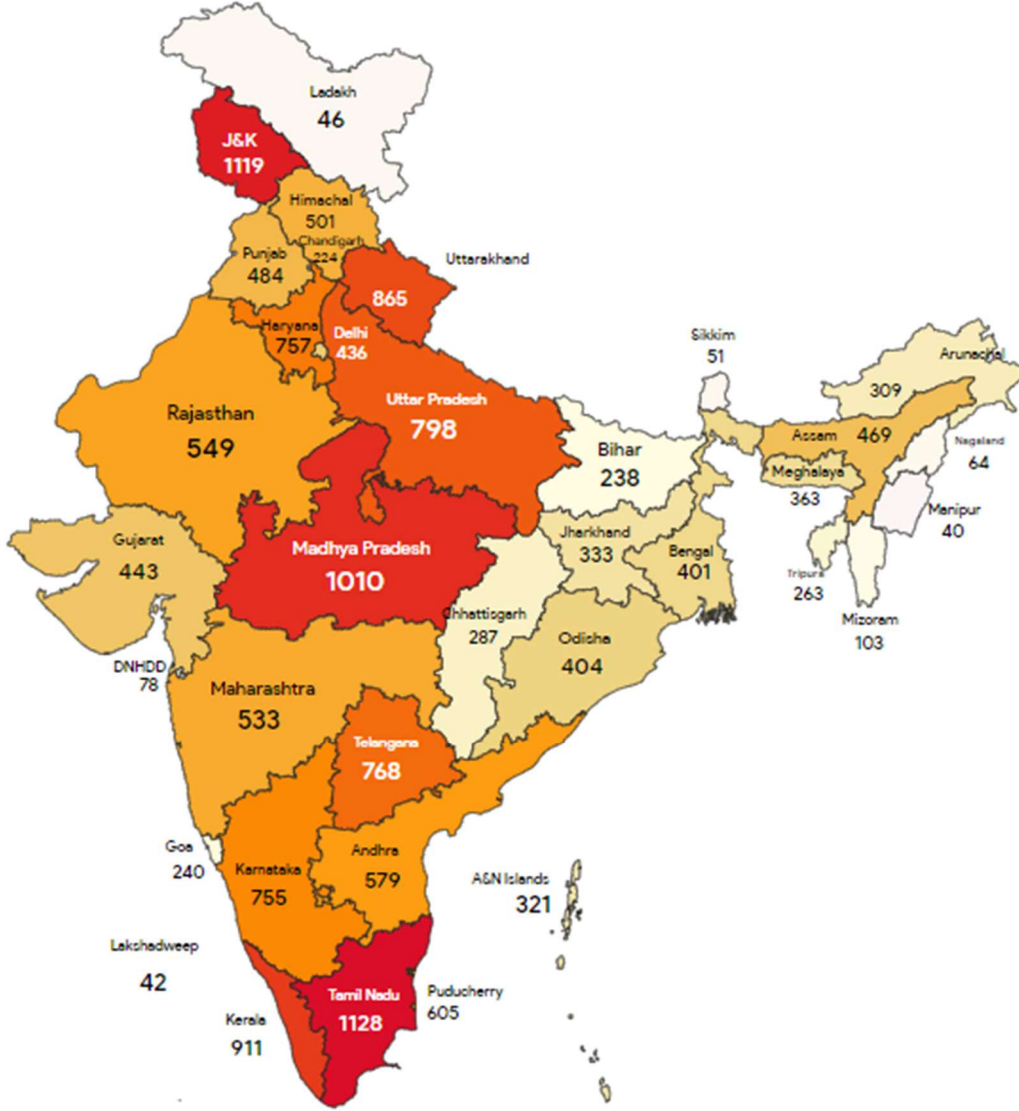 Ladakh
46
J&K
1119
Himachal
501
Chandigarh
224
Punjab
484
Uttarakhand
865
Haryana
757
Delhi
436
Sikkim
51
Arunachal
309
Rajasthan
549
Uttar Pradesh
798
Bihar
238
Assam 469
Nagaland
64
Meghalaya
363
Manipur
40
Gujarat
443
Madhya Pradesh
1010
Jharkhand
333
Bengal
401
Tripura
263
Mizoram
103
Chhattisgarh
287
Odisha
404
DNHDD
78
Maharashtra
533
Telangana
768
Goa
240
Karnataka
755
Andhra
579
A&N Islands
321
Lakshadweep
42
Kerala
911
Tamil Nadu
1128
Puducherry
605